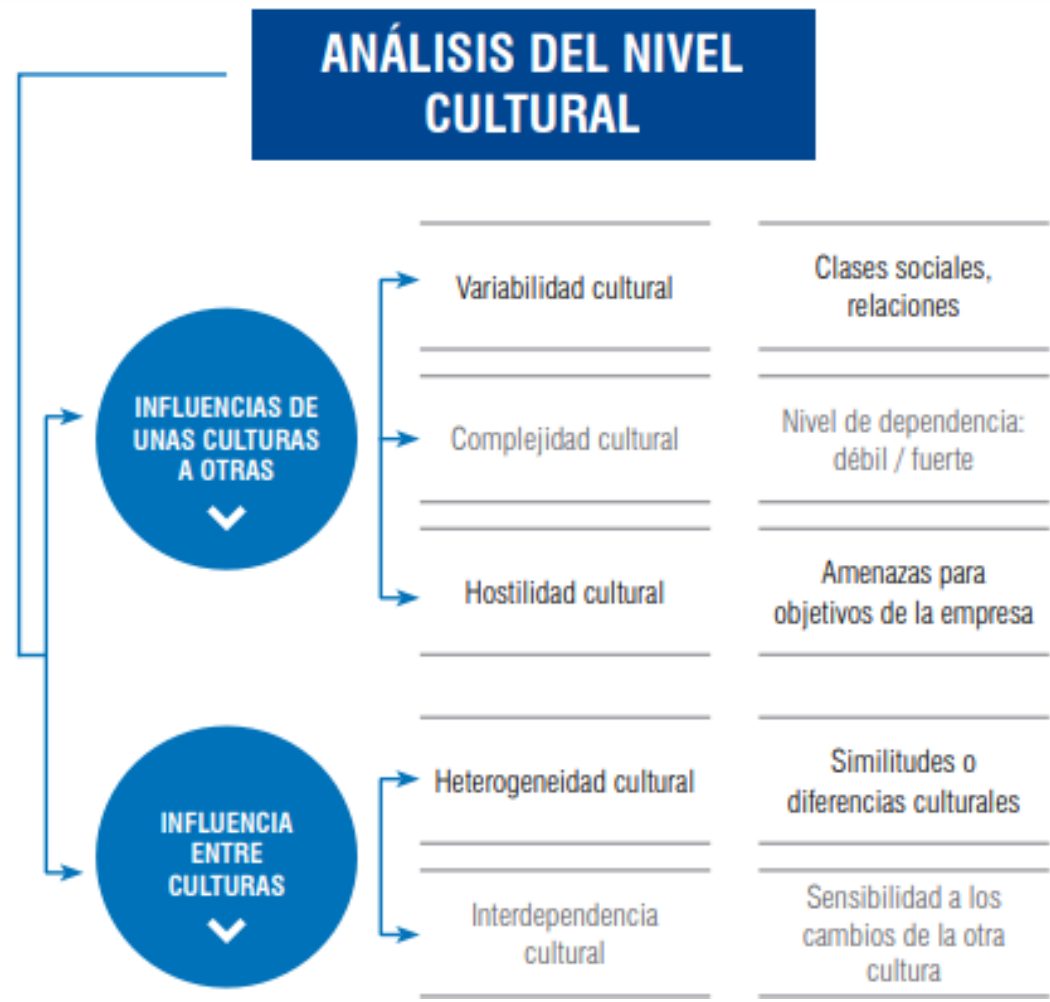 ANÁLISIS DEL NIVEL
CULTURAL
INFLUENCIAS DE
UNAS CULTURAS
A OTRAS
Variabilidad cultural
Clases sociales,
relaciones
Complejidad cultural
Nivel de dependencia:
débil / fuerte
Hostilidad cultural
Amenazas para
objetivos de la empresa
INFLUENCIA
ENTRE
CULTURAS
Heterogeneidad cultural
Similitudes o
diferencias culturales
Interdependencia
cultural
Sensibilidad a los
cambios de la otra
cultura